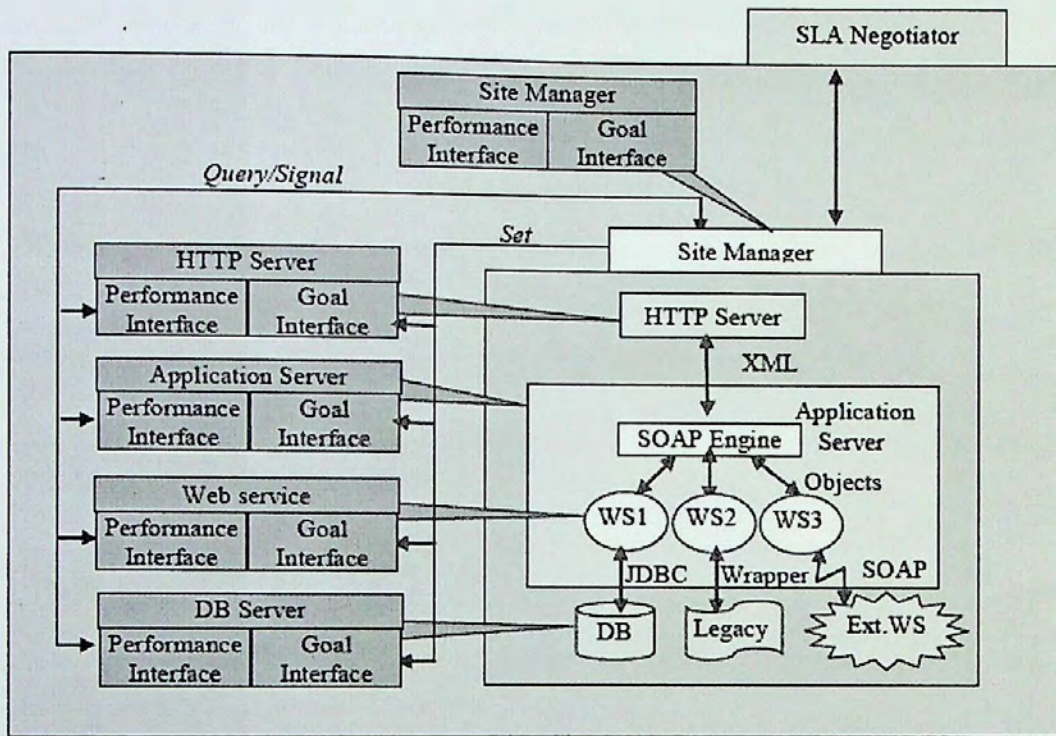 SLA Negotiator
Site Manager
Performance
Interface
Goal
Interface
Query/Signal
Set
Site Manager
HTTP Server
Performance
Interface
Goal
Interface
HTTP Server
XML
Application Server
Performance
Interface
Goal
Interface
Application
Server
SOAP Engine
Objects
Web service
Performance
Interface
Goal
Interface
WS1
WS2
WS3
JDBC
Wrapper
SOAP
DB Server
Performance
Interface
Goal
Interface
DB
Legacy
Ext.WS